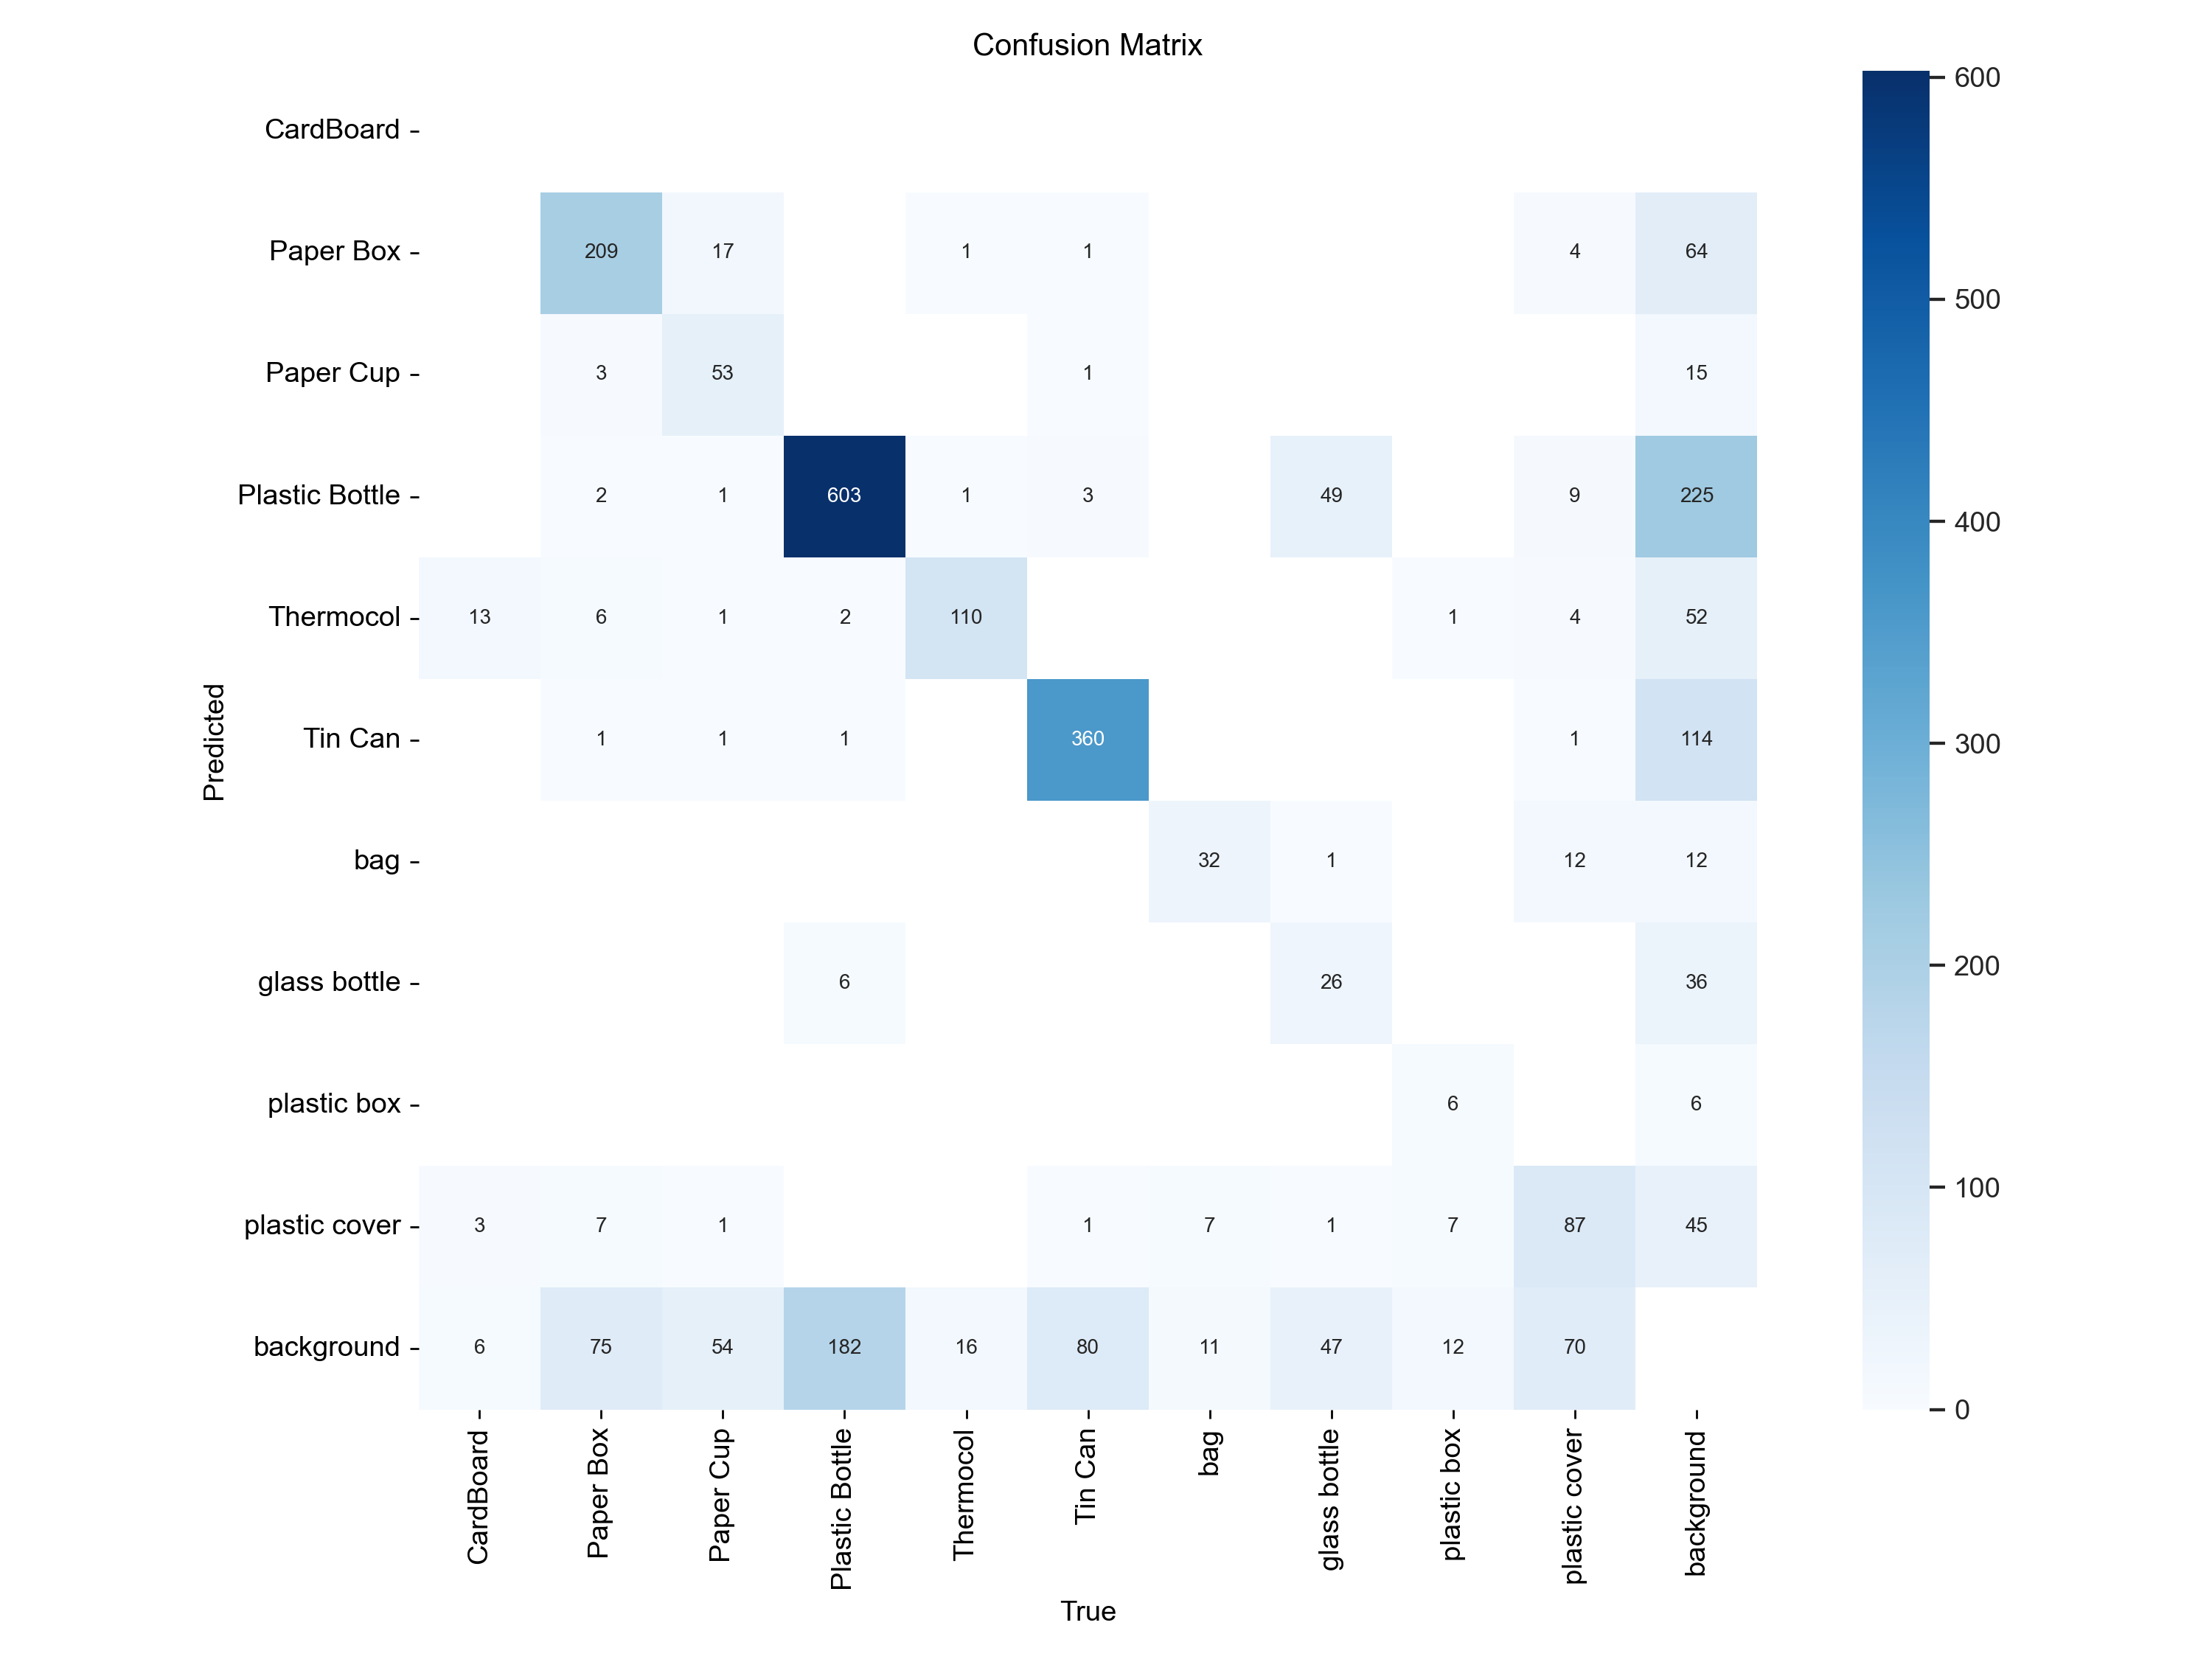 Confusion Matrix
CardBoard
Paper Box 209 17 1 1 4 64
Paper Cup 3 53 1 15
Plastic Bottle 2 1 603 1 3 49 9 225
Thermocol 13 6 1 2 110 1 4 52
Tin Can 1 1 1 360 1 114
bag 32 1 12 12
glass bottle 6 26 36
plastic box 6 6
plastic cover 3 7 1 1 7 1 7 87 45
background 6 75 54 182 16 80 11 47 12 70
Predicted
CardBoard
Paper Box
Paper Cup
Plastic Bottle
Thermocol
Tin Can
bag
glass bottle
plastic box
plastic cover
background
True
600
500
400
300
200
100
0